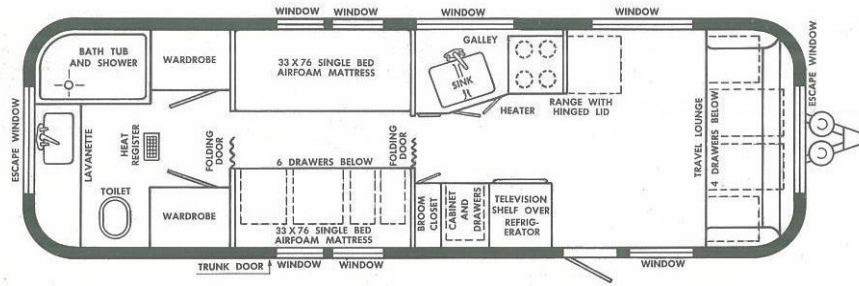 WINDOW
WINDOW
WINDOW
WINDOW
BATH TUB
AND SHOWER
WARDROBE
33 X 76 SINGLE BED
AIRFOAM MATTRESS
GALLEY
SINK
HEATER
RANGE WITH
HINGED LID
ESCAPE WINDOW
ESCAPE WINDOW
LAVANETTE
HEAT
REGISTER
FOLDING
DOOR
FOLDING
DOOR
6 DRAWERS BELOW
TRAVEL LOUNGE
4 DRAWERS BELOW
TOILET
WARDROBE
33 X 76 SINGLE BED
AIRFOAM MATTRESS
BROOM
CLOSET
CABINET
AND
DRAWERS
TELEVISION
SHELF OVER
REFRIG-
ERATOR
TRUNK DOOR
WINDOW
WINDOW
WINDOW